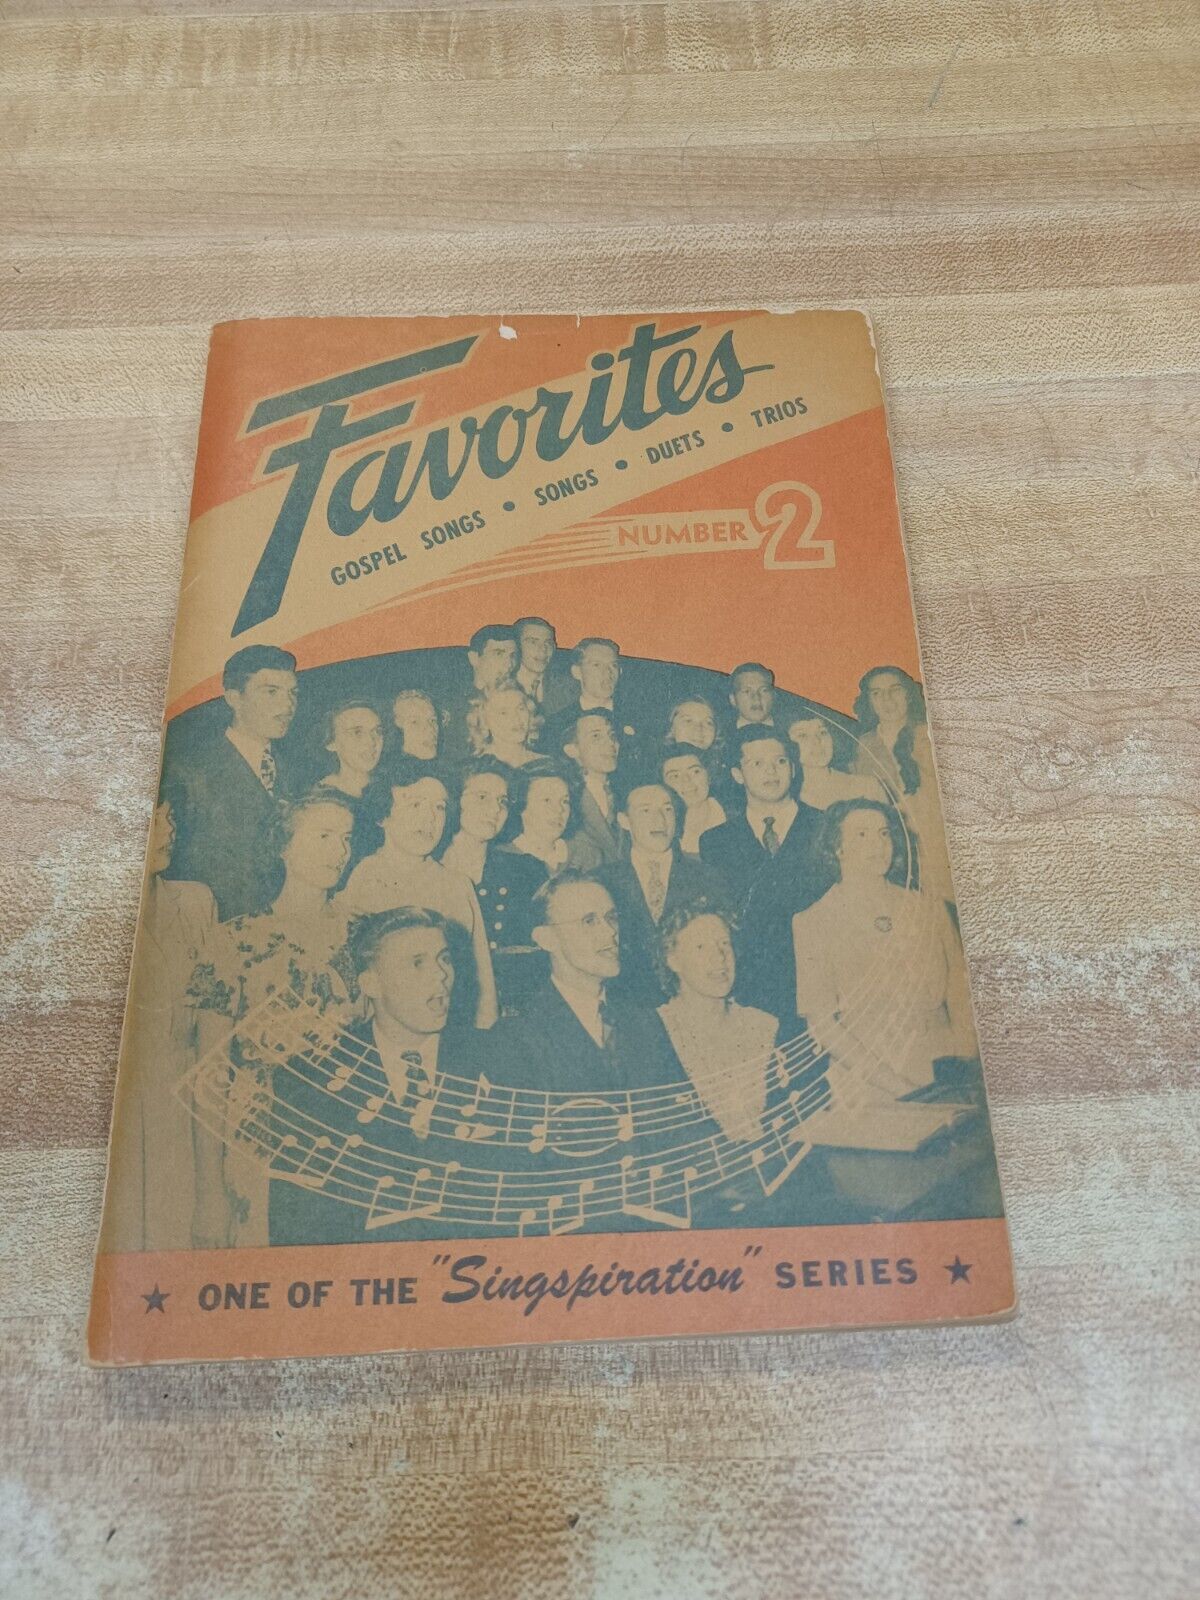 Favorites
GOSPEL SONGS • SONGS • DUETS • TRIOS
NUMBER 2
★ ONE OF THE "Singspiration" SERIES ★